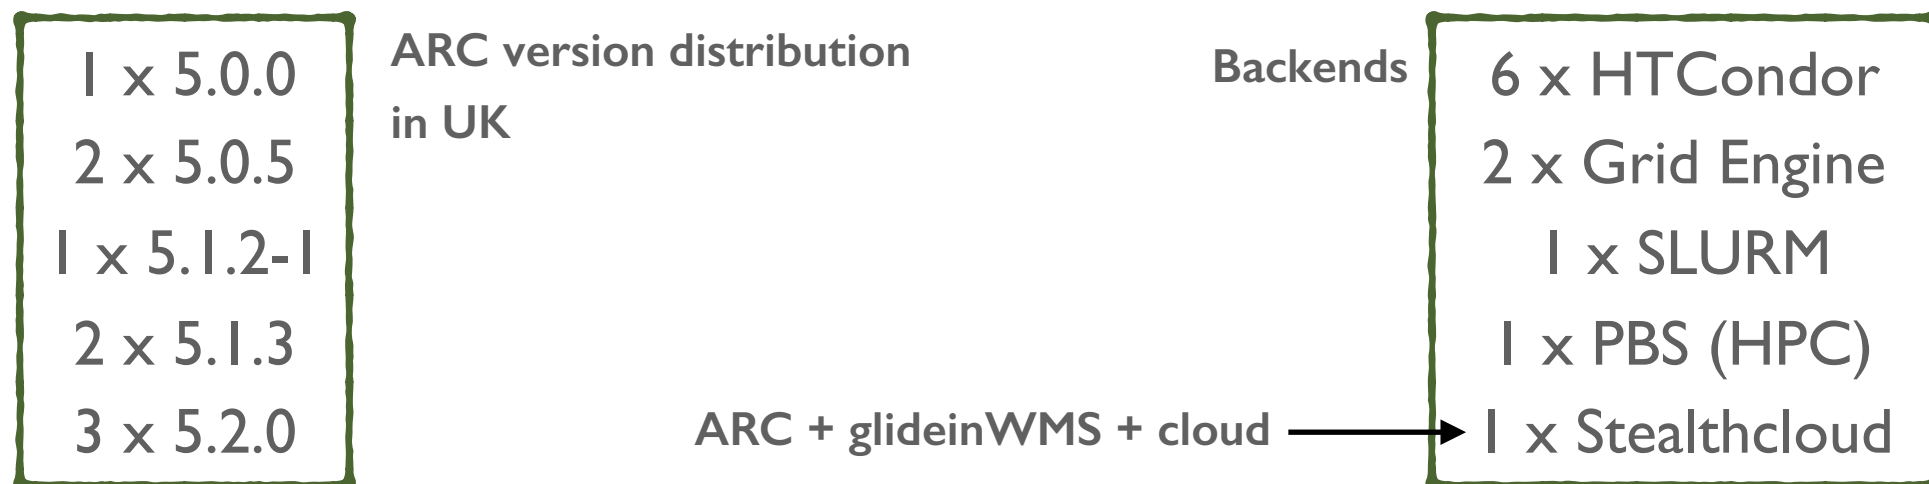 1 x 5.0.0
2 x 5.0.5
1 x 5.1.2-1
2 x 5.1.3
3 x 5.2.0
ARC version distribution
in UK
Backends
6 x HTCondor
2 x Grid Engine
1 x SLURM
1 x PBS (HPC)
ARC + glideinWMS + cloud
1 x Stealthcloud